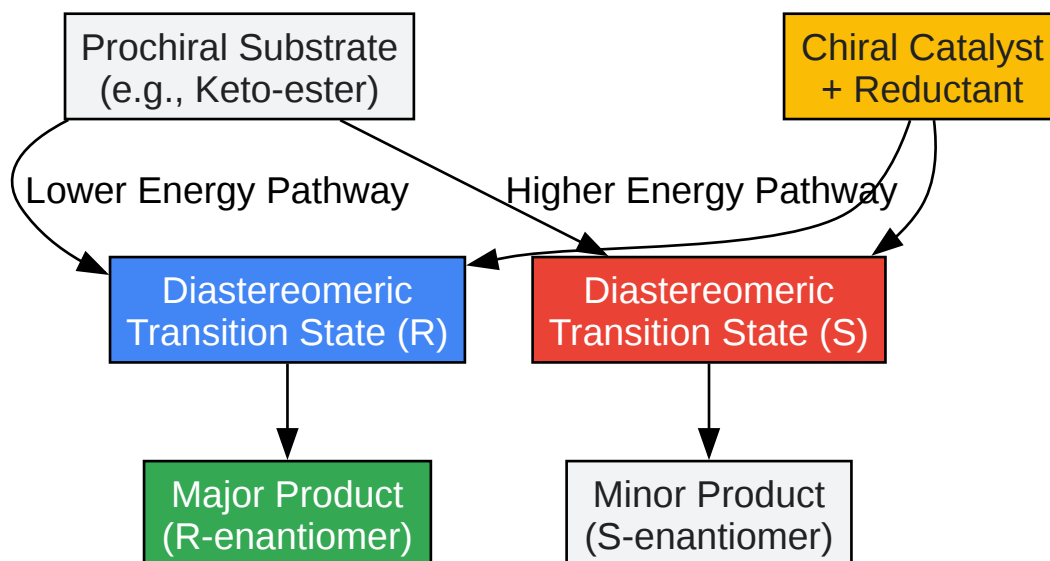 Prochiral Substrate
(e.g., Keto-ester)
Chiral Catalyst
+ Reductant
Lower Energy Pathway
Higher Energy Pathway
Diastereomeric
Transition State (R)
Diastereomeric
Transition State (S)
Major Product
(R-enantiomer)
Minor Product
(S-enantiomer)